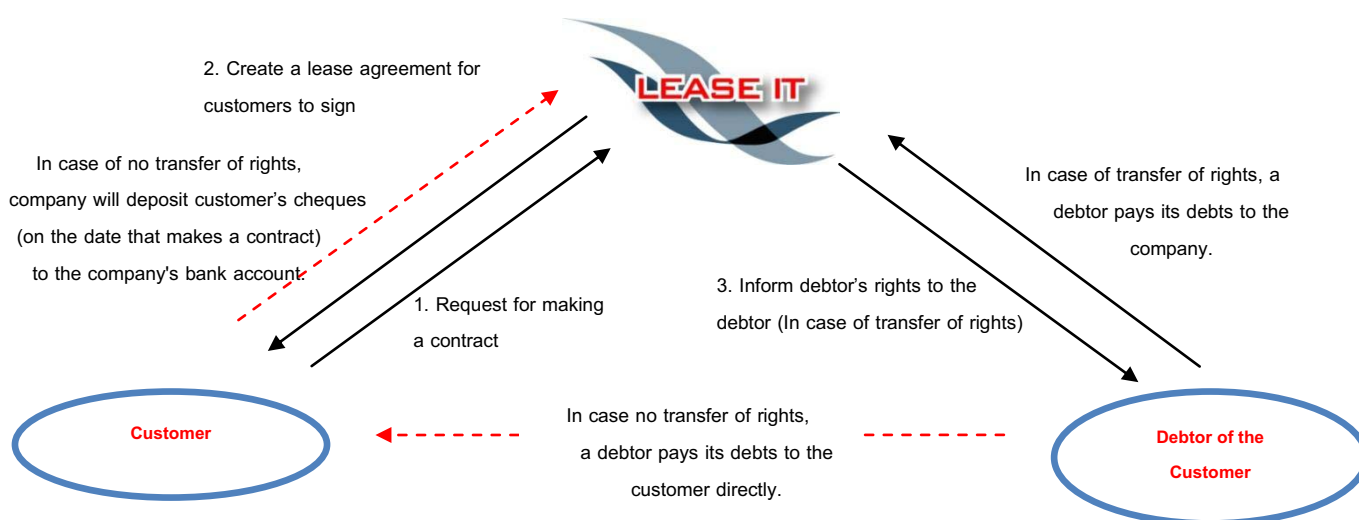 2. Create a lease agreement for
customers to sign
LEASE IT
In case of no transfer of rights,
company will deposit customer's cheques
(on the date that makes a contract)
to the company's bank account.
In case of transfer of rights, a
debtor pays its debts to the
company.
1. Request for making
a contract
3. Inform debtor's rights to the
debtor (In case of transfer of rights)
Customer
In case no transfer of rights,
a debtor pays its debts to the
customer directly.
Debtor of the
Customer